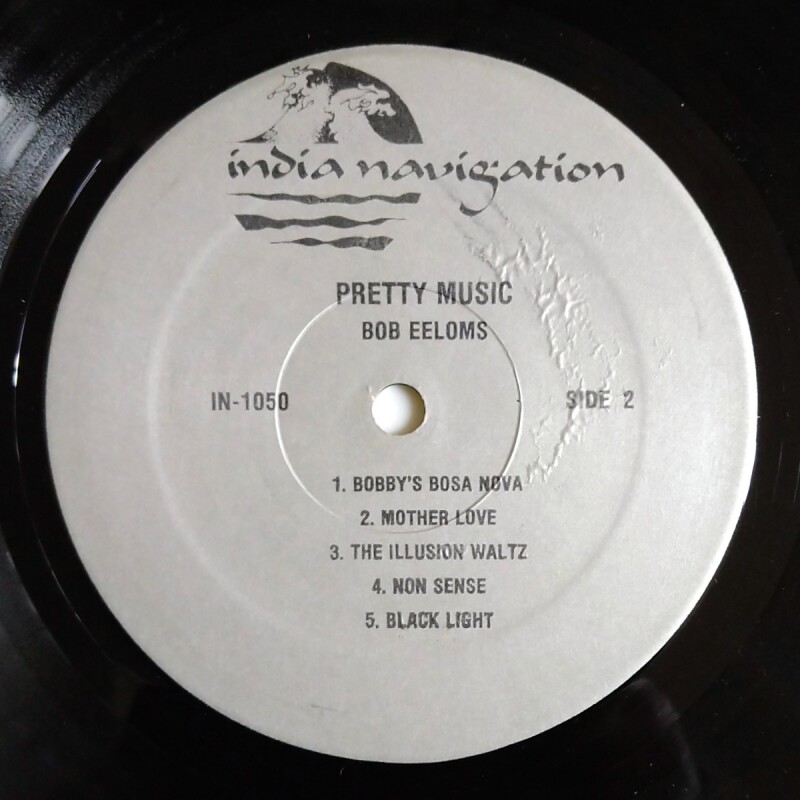 india navigation
PRETTY MUSIC
BOB EELOMS
IN-1050
SIDE 2
1. BOBBY'S BOSA NOVA
2. MOTHER LOVE
3. THE ILLUSION WALTZ
4. NON SENSE
5. BLACK LIGHT